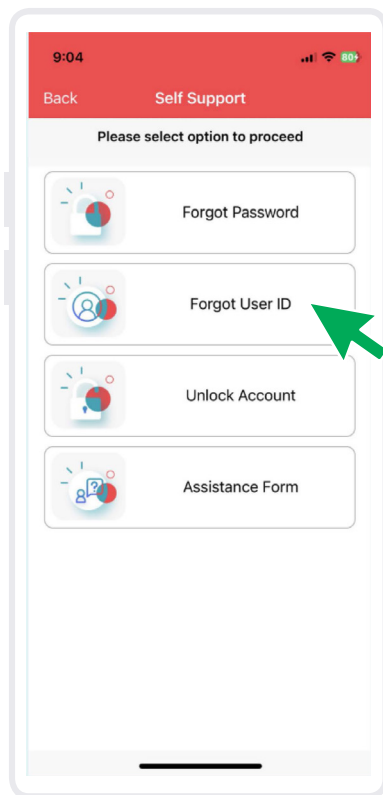 9:04
80
Back
Self Support
Please select option to proceed
Forgot Password
Forgot User ID
Unlock Account
?
Assistance Form